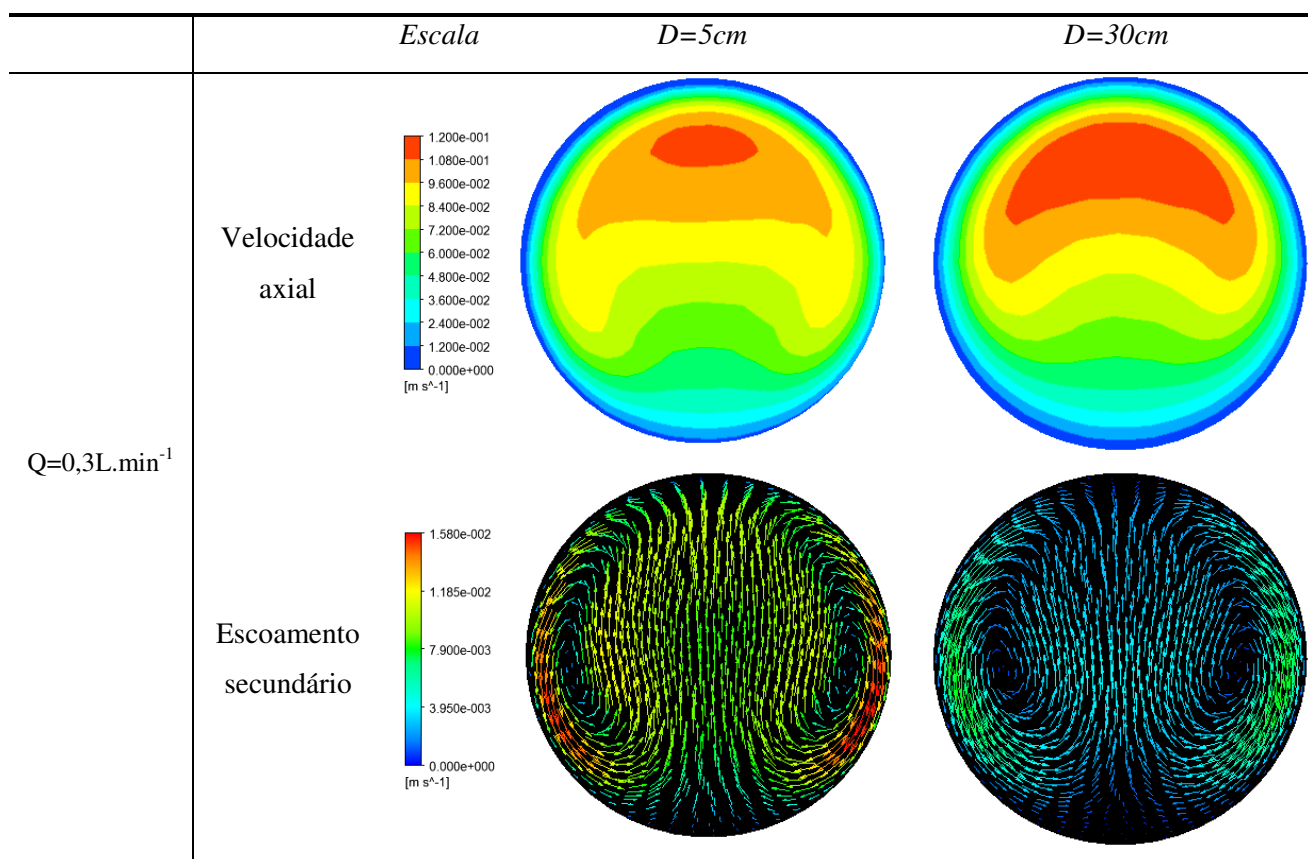 Escala D=5cm D=30cm
1.200e-001
1.080e-001
9.600e-002
8.400e-002
7.200e-002
6.000e-002
4.800e-002
3.600e-002
2.400e-002
1.200e-002
0.000e+000
[m s^-1]
Velocidade
axial
Q=0,3L.min⁻¹
1.580e-002
1.185e-002
7.900e-003
3.950e-003
0.000e+000
[m s^-1]
Escoamento
secundário